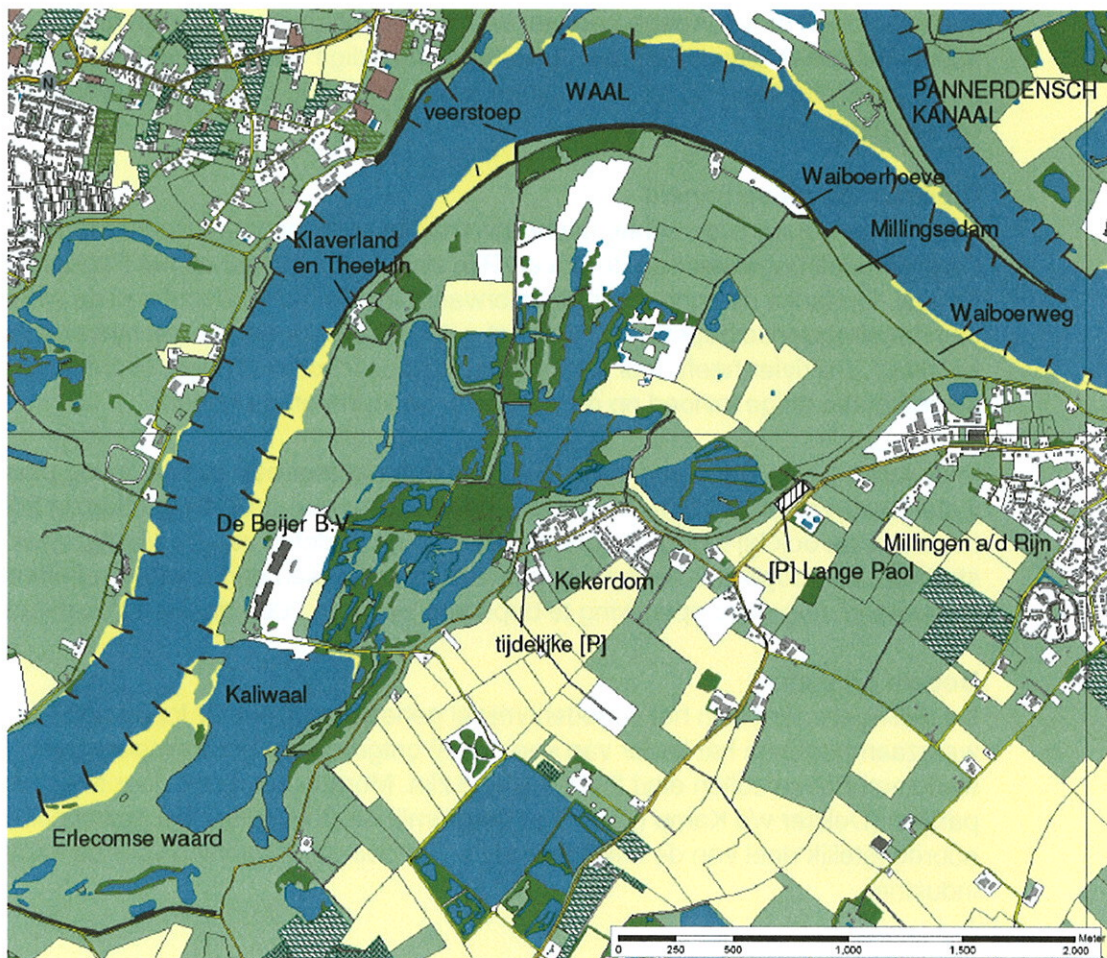 N
WAAL
PANNERDENSCH
KANAAL
veerstoep
Waiboerhoeve
Klaverland
en Theetuin
Millingsedam
Waiboerweg
De Beijer B.V.
Kekerdom
Millingen a/d Rijn
[P] Lange Paol
tijdelijke [P]
Kaliwaal
Erlecomse waard
Meter
0 250 500 1,000 1,500 2.000